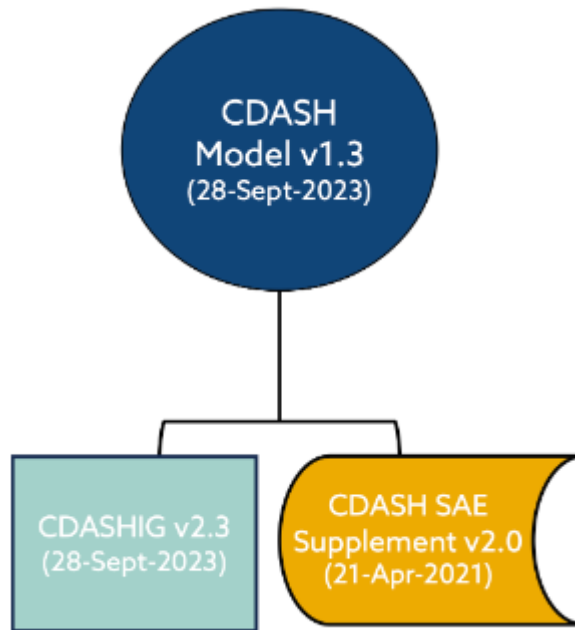 CDASH
Model v1.3
(28-Sept-2023)
CDASHIG v2.3
(28-Sept-2023)
CDASH SAE
Supplement v2.0
(21-Apr-2021)